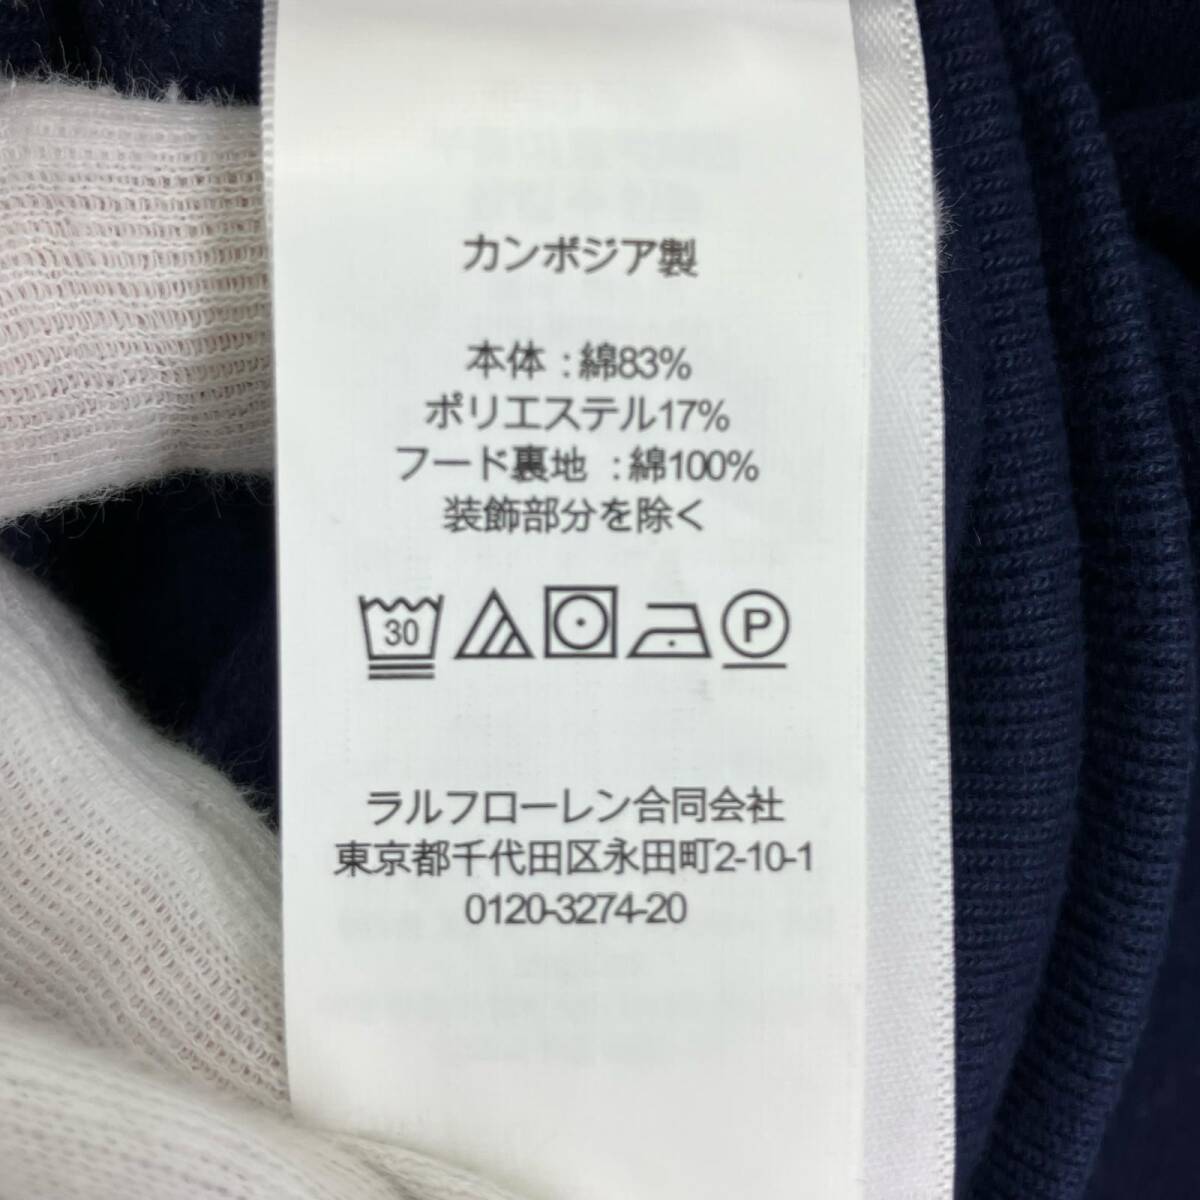 カンボジア製
本体 : 綿83%
ポリエステル17%
フード裏地 : 綿100%
装飾部分を除く
30
P
ラルフローレン合同会社
東京都千代田区永田町2-10-1
0120-3274-20